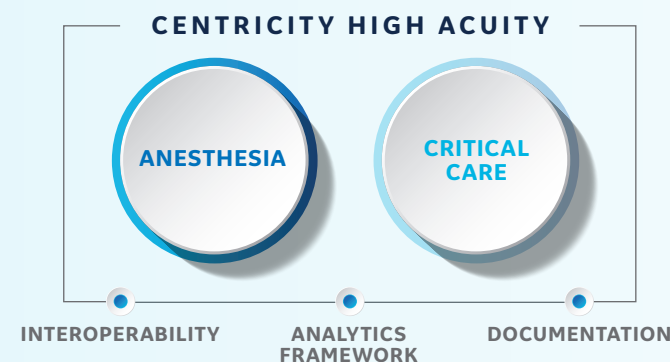 CENTRICITY HIGH ACUITY
ANESTHESIA
CRITICAL
CARE
INTEROPERABILITY
ANALYTICS
FRAMEWORK
DOCUMENTATION